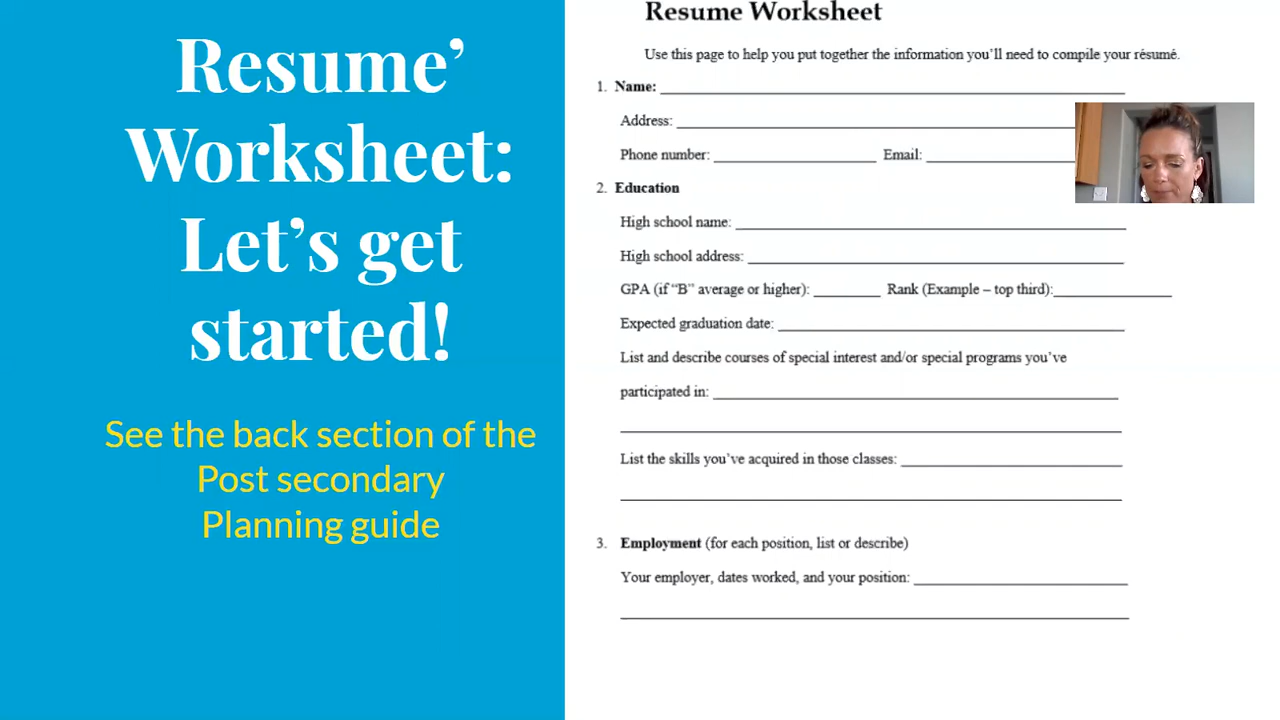 Resume’
Worksheet:
Let’s get
started!
See the back section of the
Post secondary
Planning guide
Resume Worksheet
Use this page to help you put together the information you’ll need to compile your résumé.
1. Name:
Address:
Phone number: Email:
2. Education
High school name:
High school address:
GPA (if “B” average or higher): Rank (Example – top third):
Expected graduation date:
List and describe courses of special interest and/or special programs you’ve
participated in:
List the skills you’ve acquired in those classes:
3. Employment (for each position, list or describe)
Your employer, dates worked, and your position: